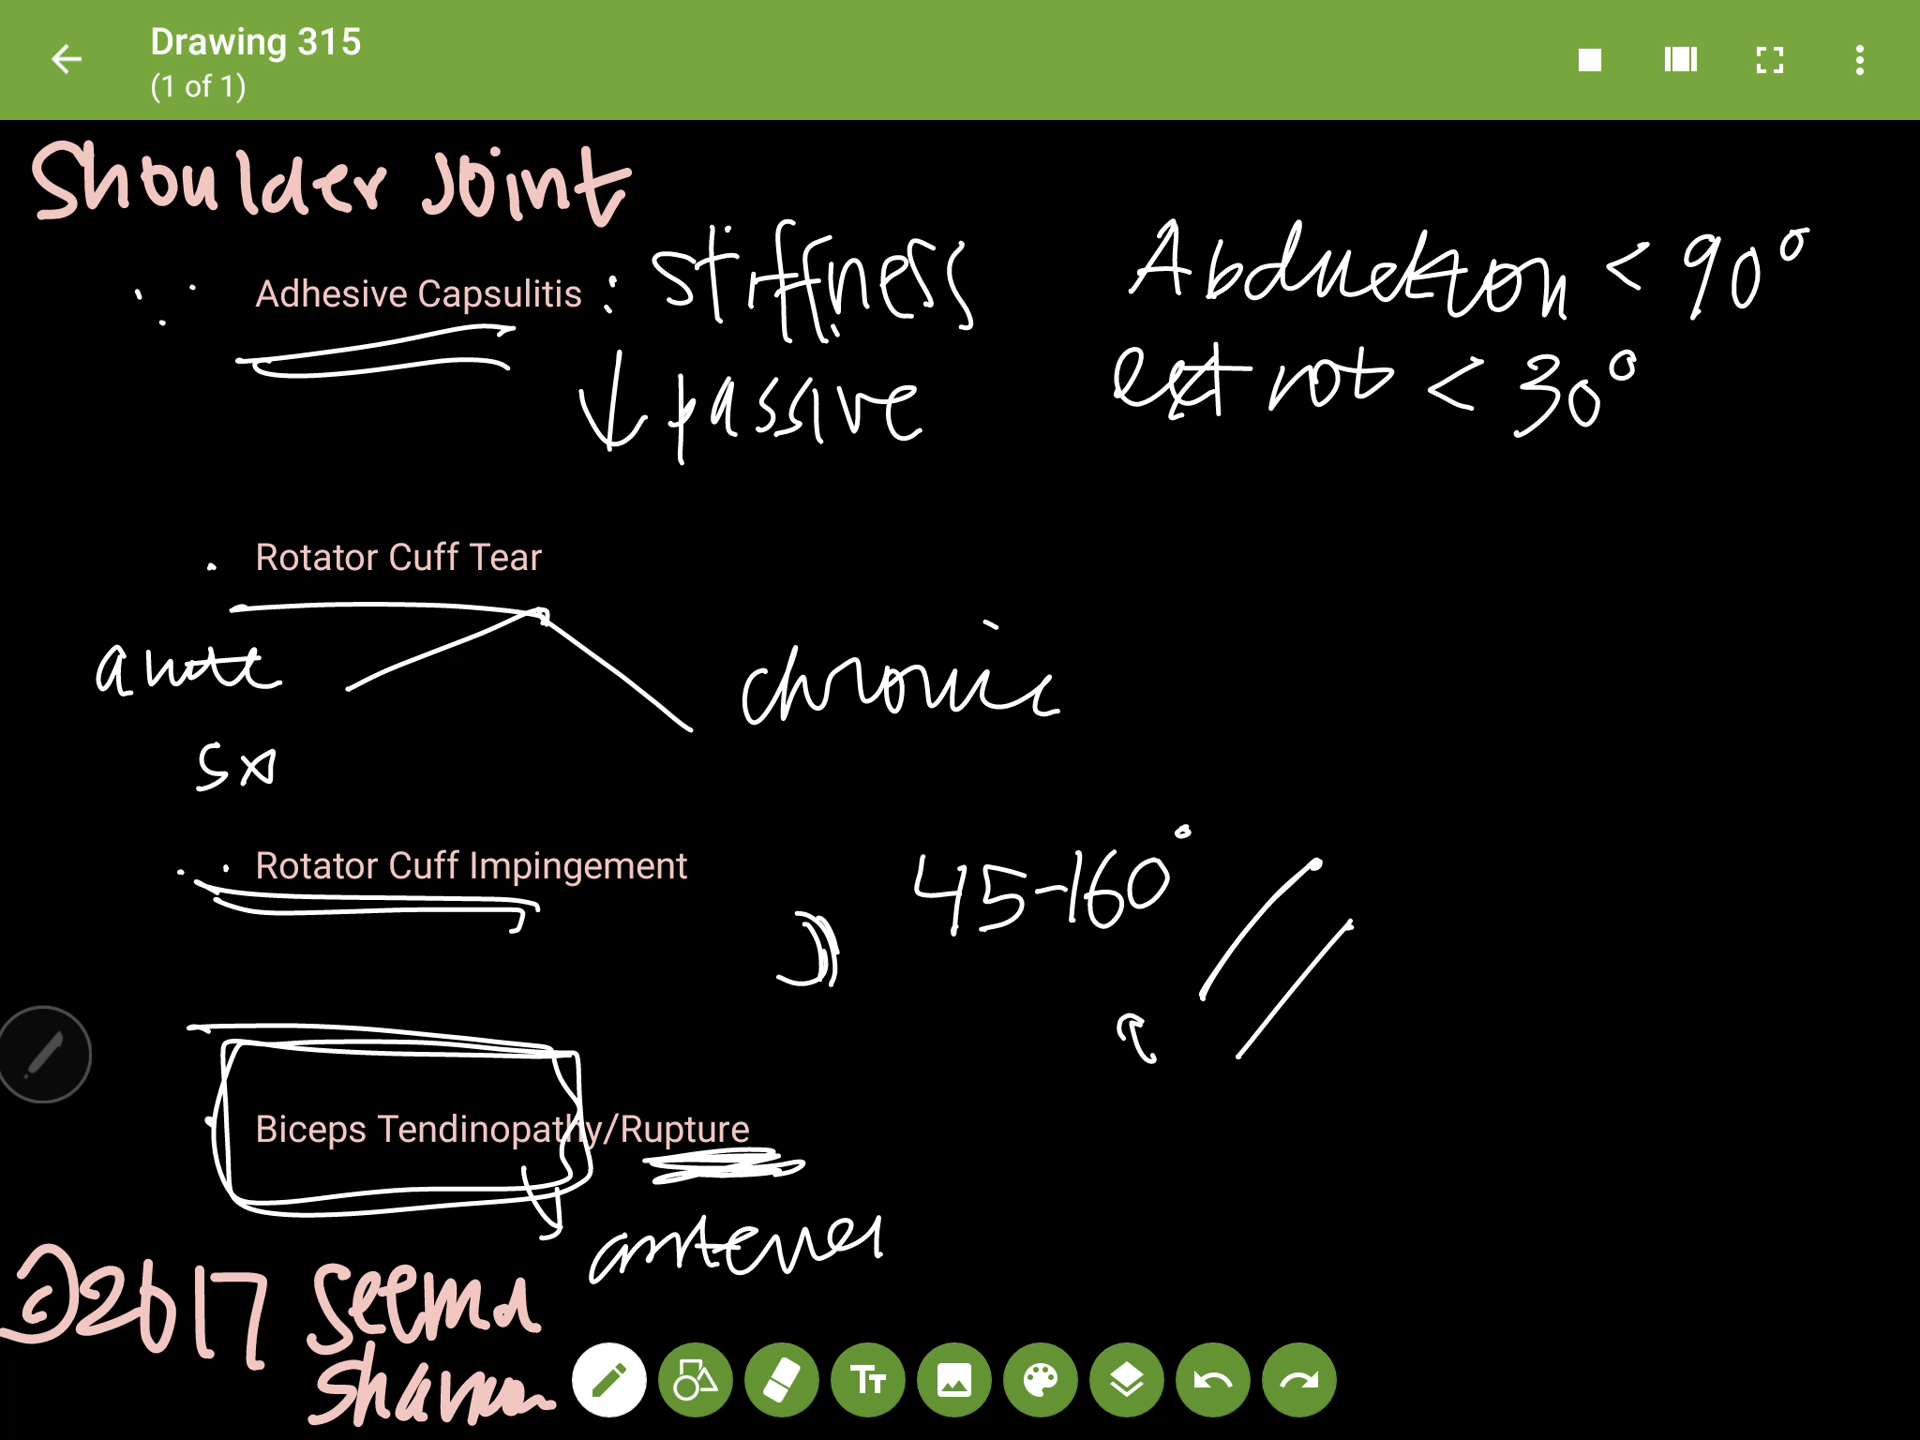 Drawing 315
(1 of 1)
Shoulder Joint
Adhesive Capsulitis : stiffness
↓ passive
Abduction < 90°
ext rot < 30°
Rotator Cuff Tear
acute
chronic
sx
Rotator Cuff Impingement
45-160°
Biceps Tendinopathy/Rupture
anterior
©2017 Seema